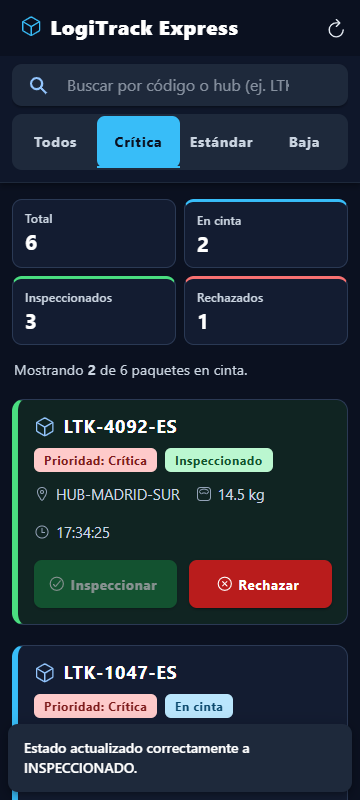 LogiTrack Express
Buscar por código o hub (ej. LTK
Todos
Crítica
Estándar
Baja
Total
6
En cinta
2
Inspeccionados
3
Rechazados
1
Mostrando 2 de 6 paquetes en cinta.
LTK-4092-ES
Prioridad: Crítica
Inspeccionado
HUB-MADRID-SUR
14.5 kg
17:34:25
Inspeccionar
Rechazar
LTK-1047-ES
Prioridad: Crítica
En cinta
Estado actualizado correctamente a
INSPECCIONADO.